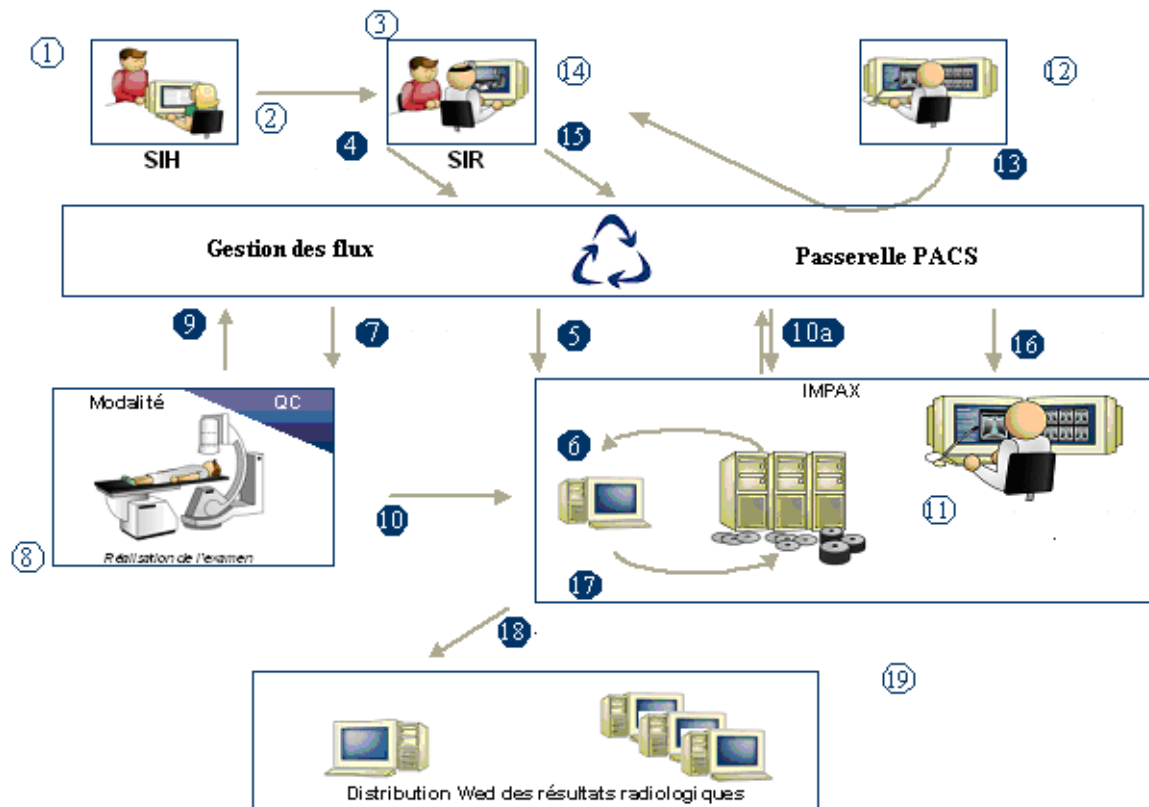 1
3
14
12
2
SIH
4
SIR
15
13
Gestion des flux
Passerelle PACS
9
7
5
10a
16
Modalité
QC
IMPAX
6
10
11
8
Réalisation de l'examen
17
18
19
Distribution Wed des résultats radiologiques